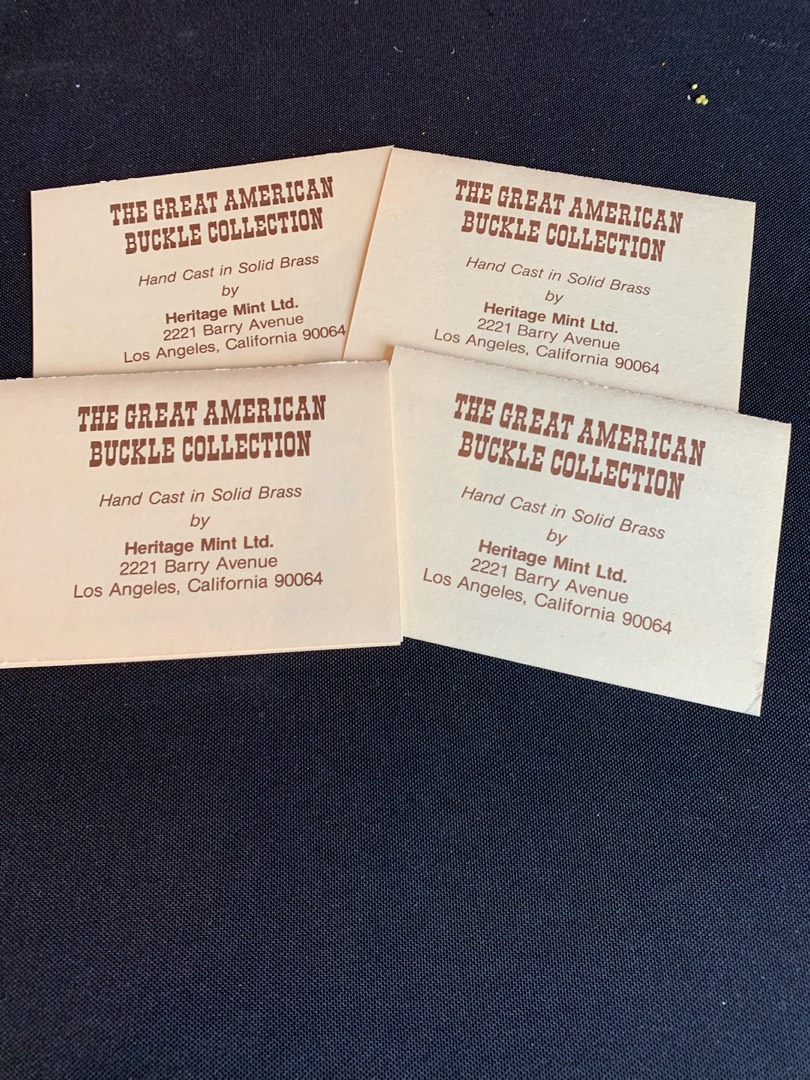 THE GREAT AMERICAN
BUCKLE COLLECTION
Hand Cast in Solid Brass
by
Heritage Mint Ltd.
2221 Barry Avenue
Los Angeles, California 90064
THE GREAT AMERICAN
BUCKLE COLLECTION
Hand Cast in Solid Brass
by
Heritage Mint Ltd.
2221 Barry Avenue
Los Angeles, California 90064
THE GREAT AMERICAN
BUCKLE COLLECTION
Hand Cast in Solid Brass
by
Heritage Mint Ltd.
2221 Barry Avenue
Los Angeles, California 90064
THE GREAT AMERICAN
BUCKLE COLLECTION
Hand Cast in Solid Brass
by
Heritage Mint Ltd.
2221 Barry Avenue
Los Angeles, California 90064